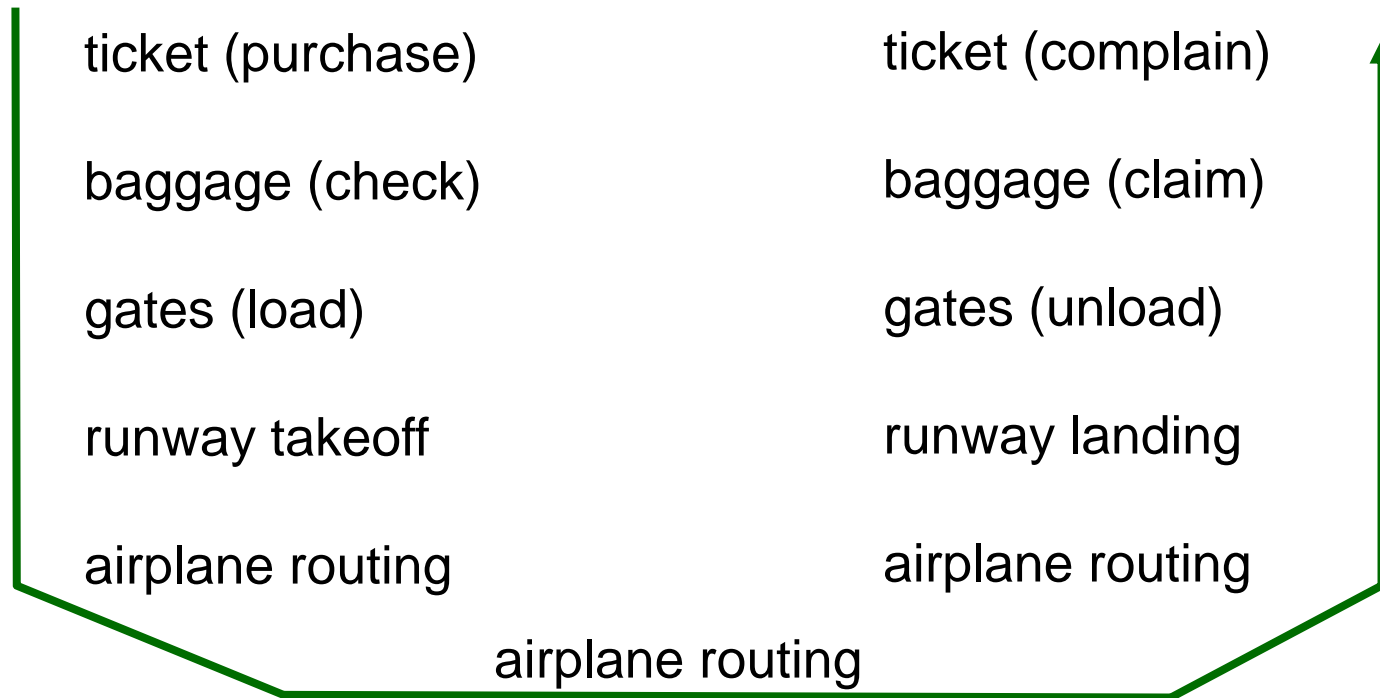 ticket (purchase)
baggage (check)
gates (load)
runway takeoff
airplane routing
ticket (complain)
baggage (claim)
gates (unload)
runway landing
airplane routing
airplane routing